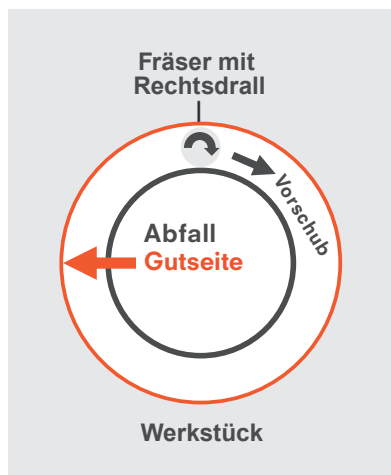 Fräser mit
Rechtsdrall
Vorschub
Abfall
Gutseite
Werkstück